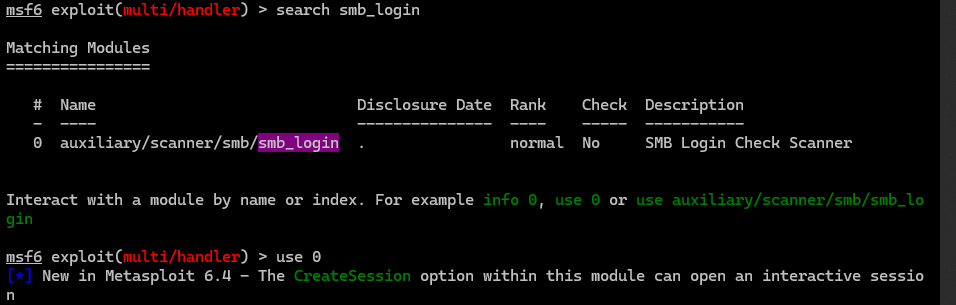 msf6 exploit(multi/handler) > search smb_login
Matching Modules
================
#  Name                                Disclosure Date  Rank    Check  Description
-  ----                                ---------------  ----    -----  -----------
0  auxiliary/scanner/smb/smb_login  .                normal  No     SMB Login Check Scanner
Interact with a module by name or index. For example info 0, use 0 or use auxiliary/scanner/smb/smb_lo
gin
msf6 exploit(multi/handler) > use 0
[*] New in Metasploit 6.4 - The CreateSession option within this module can open an interactive sessio
n